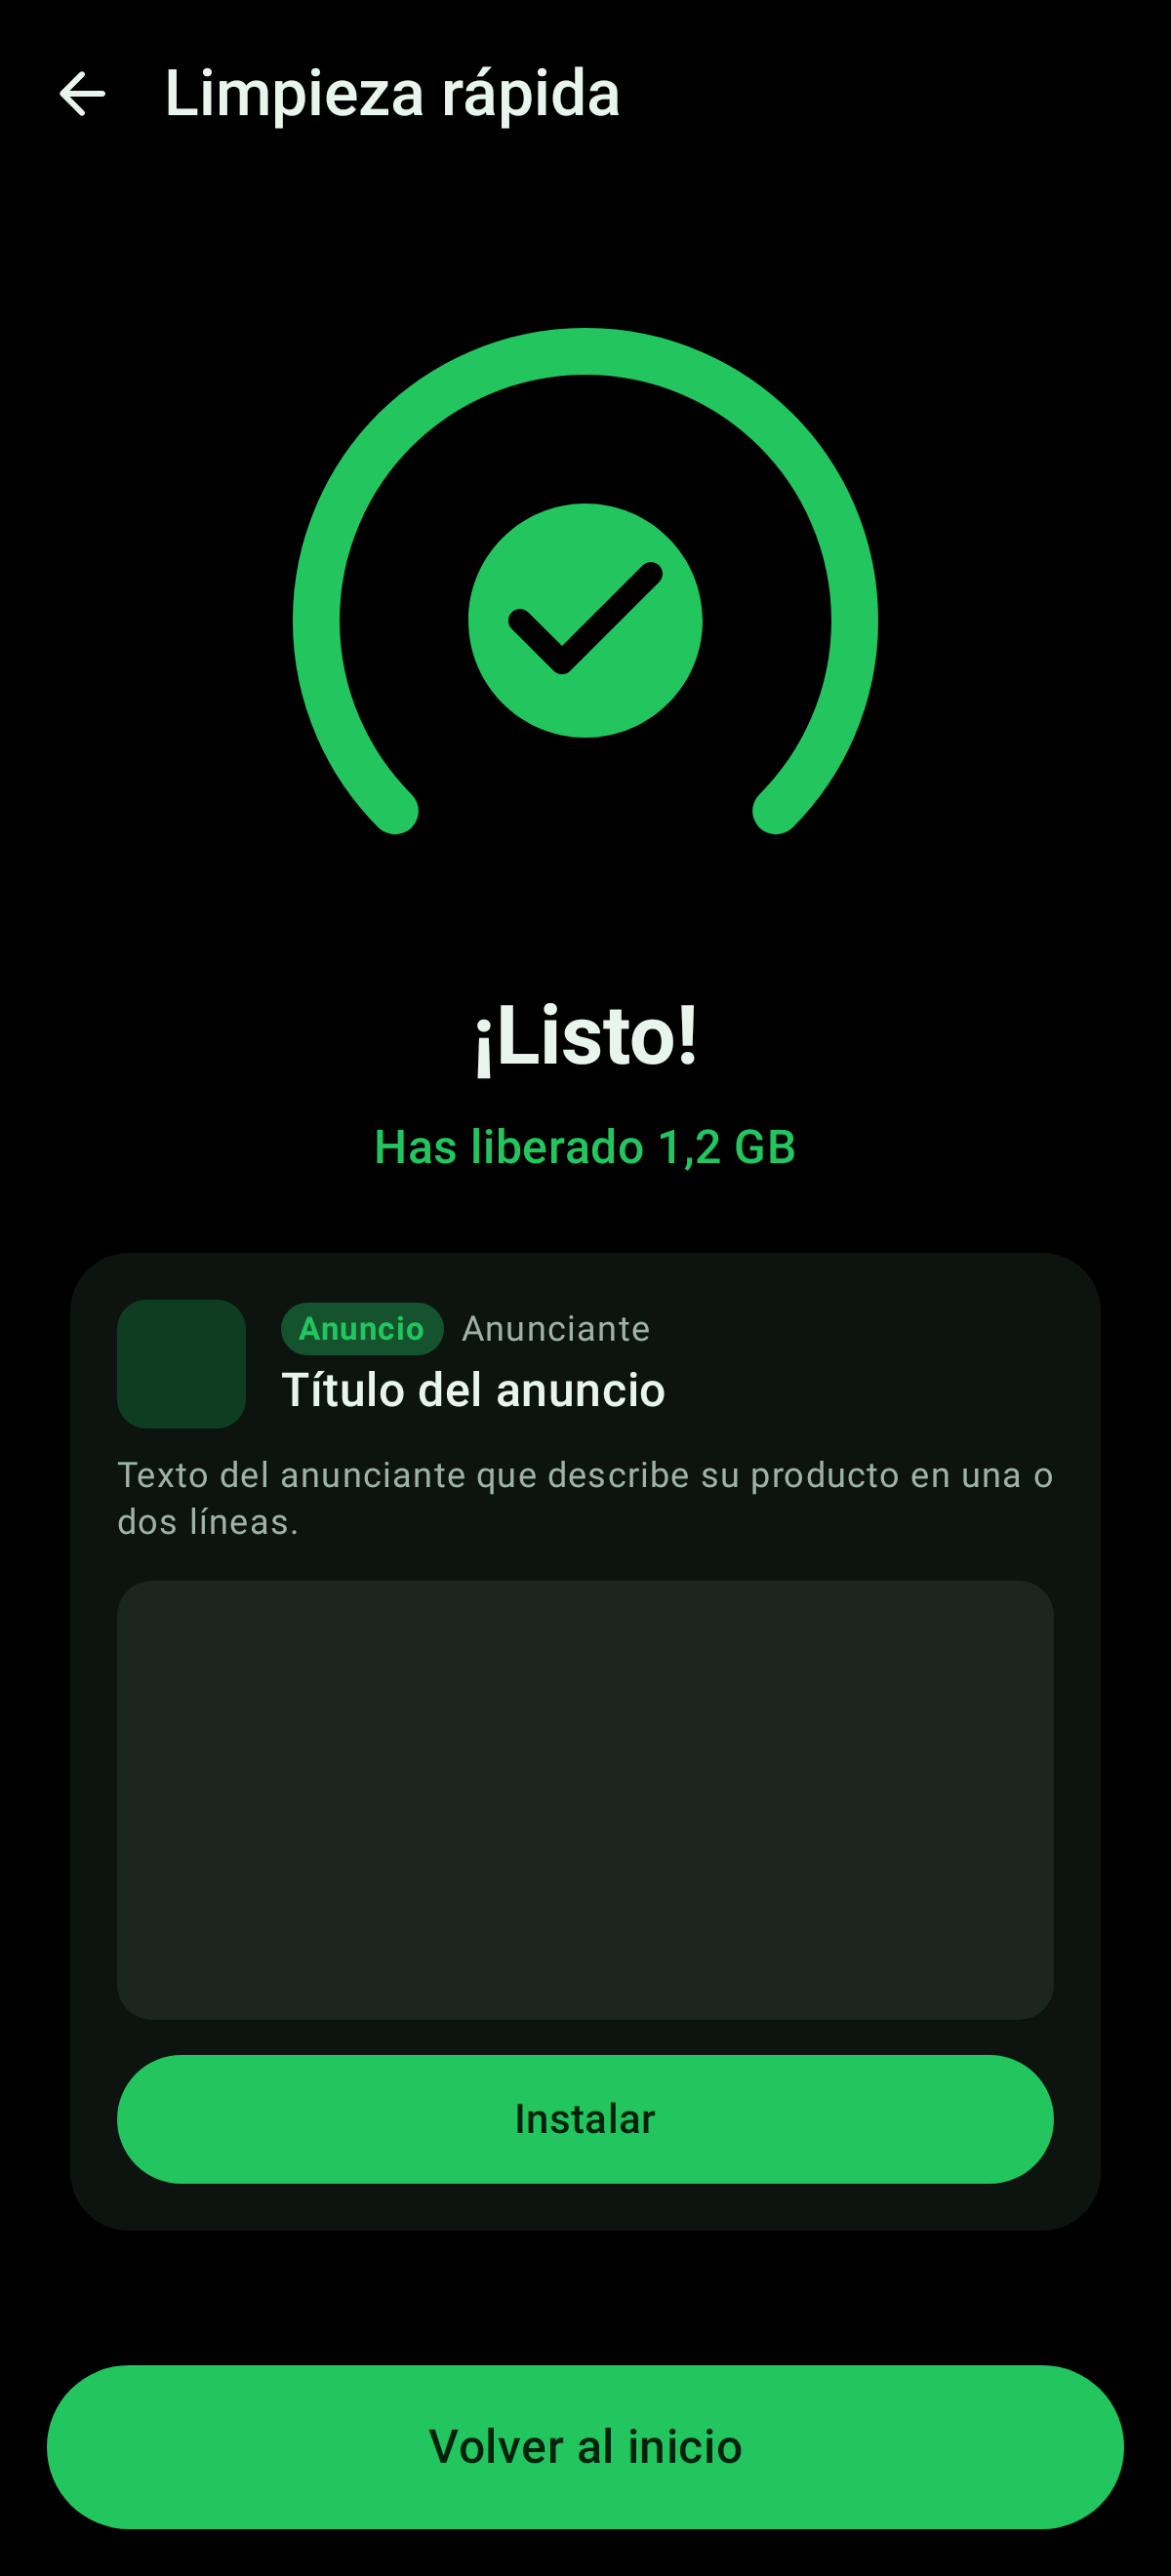 Limpieza rápida
¡Listo!
Has liberado 1,2 GB
Anuncio Anunciante
Título del anuncio
Texto del anunciante que describe su producto en una o
dos líneas.
Instalar
Volver al inicio